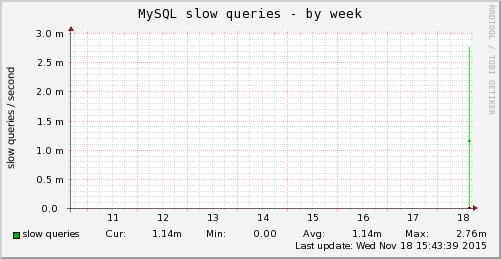 MySQL slow queries - by week
RRDTOOL / TOBI OETIKER
slow queries / second
3.0 m
2.5 m
2.0 m
1.5 m
1.0 m
0.5 m
0.0
11 12 13 14 15 16 17 18
slow queries Cur: 1.14m Min: 0.00 Avg: 1.14m Max: 2.76m
Last update: Wed Nov 18 15:43:39 2015